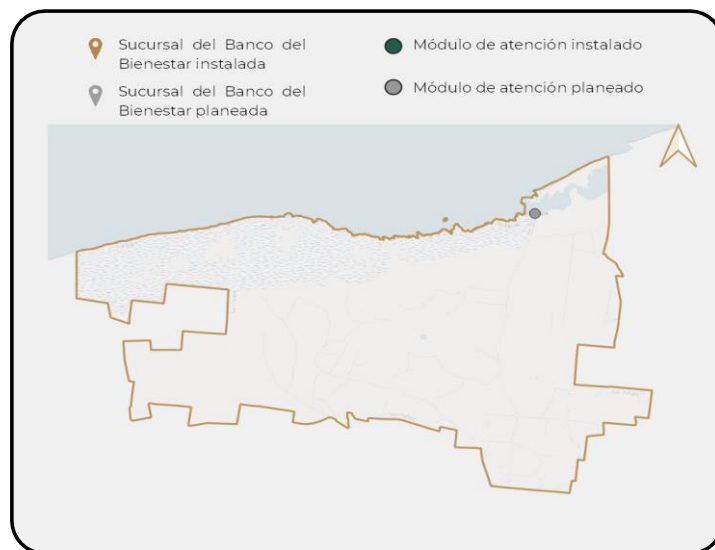 Sucursal del Banco del
Bienestar instalada
Sucursal del Banco del
Bienestar planeada
Módulo de atención instalado
Módulo de atención planeado